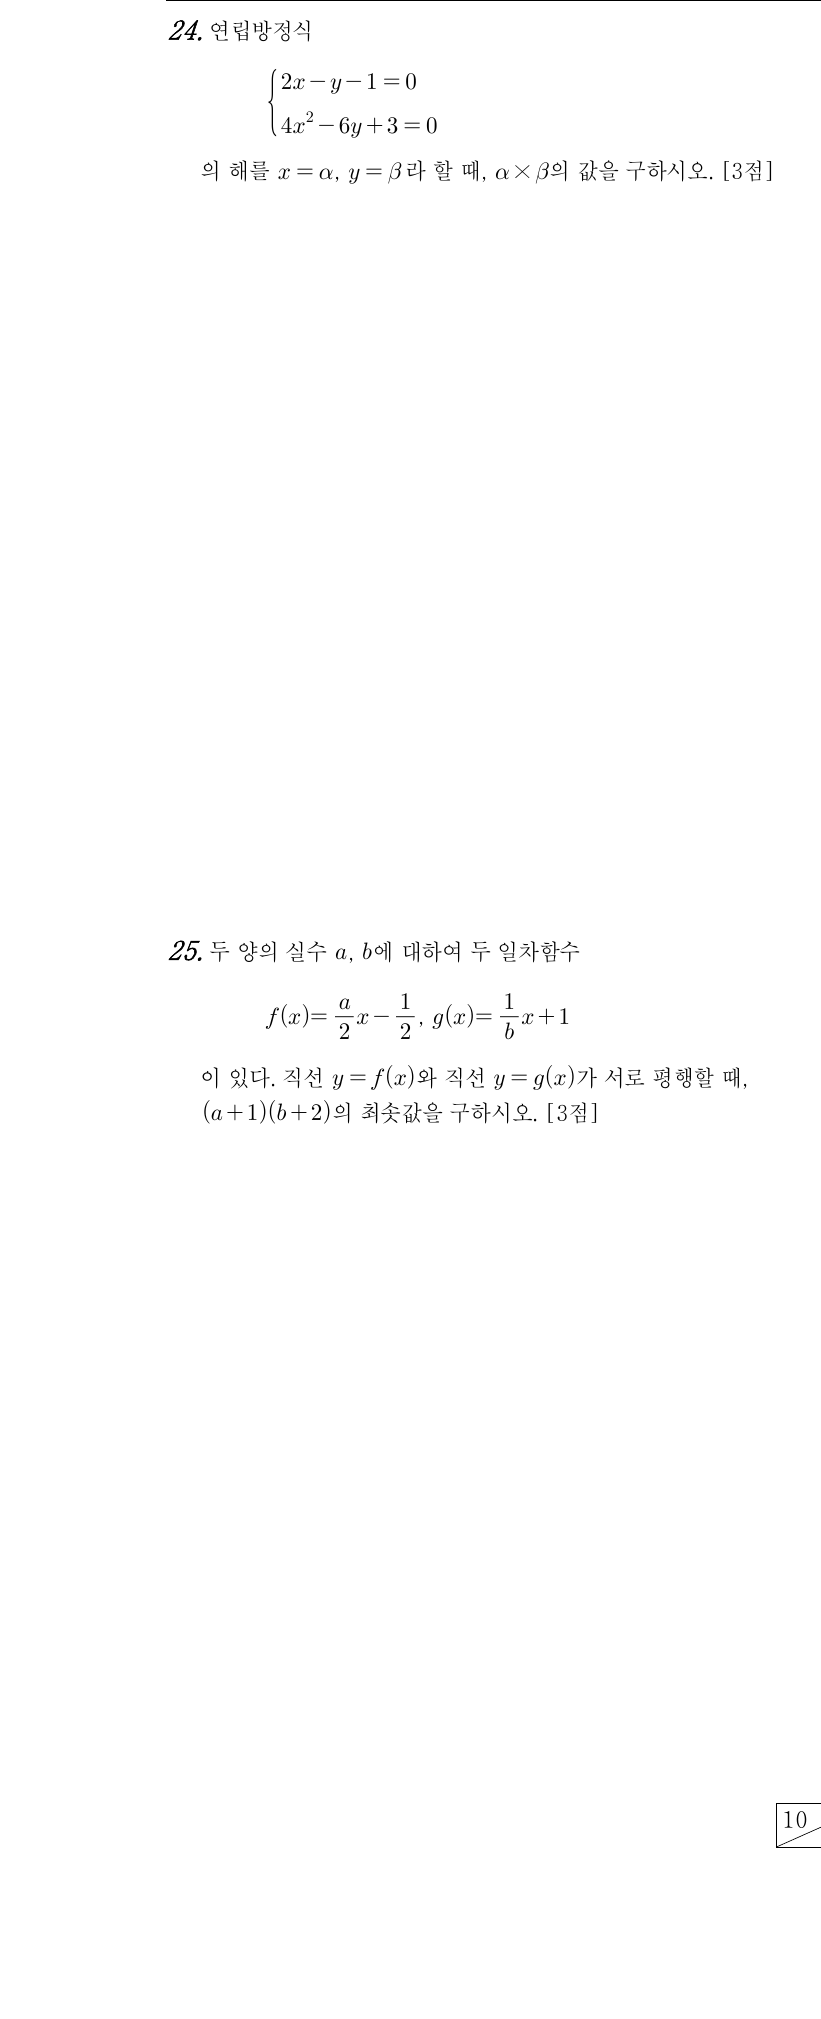 24. 연립방정식
2x − y − 1 = 0
4x² − 6y + 3 = 0
의 해를 x = α, y = β라 할 때, α × β의 값을 구하시오. [3점]
25. 두 양의 실수 a, b에 대하여 두 일차함수
f(x) = a/2 x − 1/2, g(x) = 1/b x + 1
이 있다. 직선 y = f(x)와 직선 y = g(x)가 서로 평행할 때,
(a + 1)(b + 2)의 최솟값을 구하시오. [3점]
10